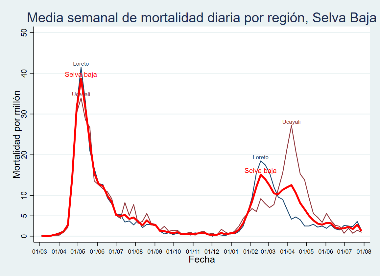 Media semanal de mortalidad diaria por región, Selva Baja
Mortalidad por millón
50
40
30
20
10
0
Loreto
Selva baja
Ucayali
Loreto
Selva baja
Ucayali
01/03 01/04 01/05 01/06 01/07 01/08 01/09 01/10 01/11 01/12 01/01 01/02 01/03 01/04 01/05 01/06 01/07 01/08
Fecha